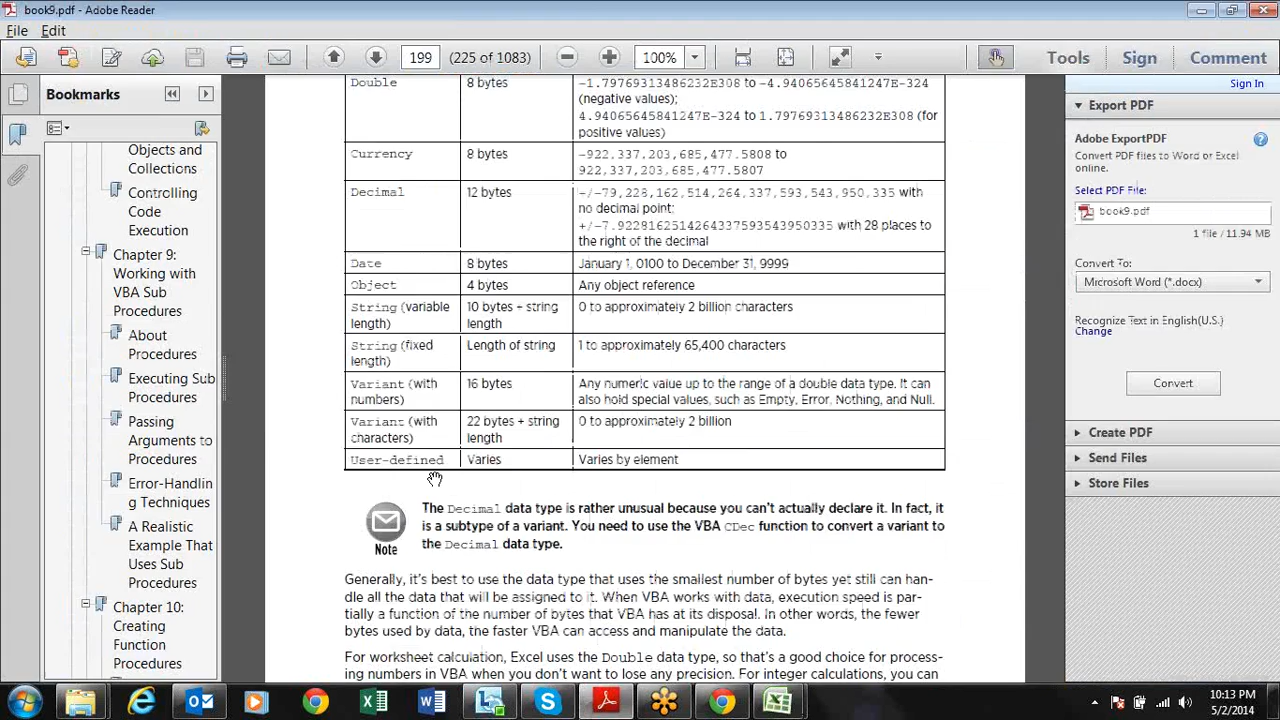 book9.pdf - Adobe Reader
File Edit
199 (225 of 1083) 100% Tools Sign Comment
Bookmarks
Objects and
Collections
Controlling
Code
Execution
Chapter 9:
Working with
VBA Sub
Procedures
About
Procedures
Executing Sub
Procedures
Passing
Arguments to
Procedures
Error-Handlin
g Techniques
A Realistic
Example That
Uses Sub
Procedures
Chapter 10:
Creating
Function
Procedures
Double 8 bytes -1.79769313486232E308 to -4.94065645841247E-324
(negative values);
4.94065645841247E-324 to 1.79769313486232E308 (for
positive values)
Currency 8 bytes -922,337,203,685,477.5808 to
922,337,203,685,477.5807
Decimal 12 bytes +/-79,228,162,514,264,337,593,543,950,335 with
no decimal point;
+/-7.9228162514264337593543950335 with 28 places to
the right of the decimal
Date 8 bytes January 1, 0100 to December 31, 9999
Object 4 bytes Any object reference
String (variable
length) 10 bytes + string
length 0 to approximately 2 billion characters
String (fixed
length) Length of string 1 to approximately 65,400 characters
Variant (with
numbers) 16 bytes Any numeric value up to the range of a double data type. It can
also hold special values, such as Empty, Error, Nothing, and Null.
Variant (with
characters) 22 bytes + string
length 0 to approximately 2 billion
User-defined Varies Varies by element
Note
The Decimal data type is rather unusual because you can't actually declare it. In fact, it
is a subtype of a variant. You need to use the VBA CDec function to convert a variant to
the Decimal data type.
Generally, it's best to use the data type that uses the smallest number of bytes yet still can han-
dle all the data that will be assigned to it. When VBA works with data, execution speed is par-
tially a function of the number of bytes that VBA has at its disposal. In other words, the fewer
bytes used by data, the faster VBA can access and manipulate the data.
For worksheet calculation, Excel uses the Double data type, so that's a good choice for process-
ing numbers in VBA when you don't want to lose any precision. For integer calculations, you can
Sign In
Export PDF
Adobe ExportPDF
Convert PDF files to Word or Excel
online.
Select PDF File:
book9.pdf
1 file / 11.94 MB
Convert To:
Microsoft Word (*.docx)
Recognize Text in English(U.S.)
Change
Convert
Create PDF
Send Files
Store Files
10:13 PM
5/2/2014